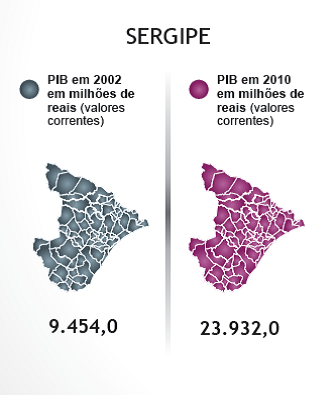 SERGIPE
PIB em 2002
em milhões de
reais (valores
correntes)
PIB em 2010
em milhões de
reais (valores
correntes)
9.454,0
23.932,0